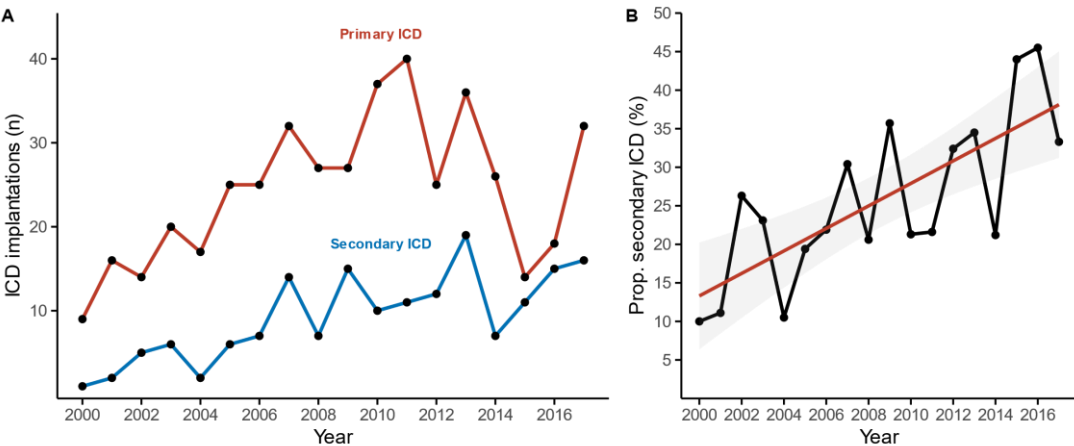 A
ICD implantations (n)
40
30
20
10
Primary ICD
Secondary ICD
2000 2002 2004 2006 2008 2010 2012 2014 2016
Year
B
Prop. secondary ICD (%)
50
45
40
35
30
25
20
15
10
5
2000 2002 2004 2006 2008 2010 2012 2014 2016
Year